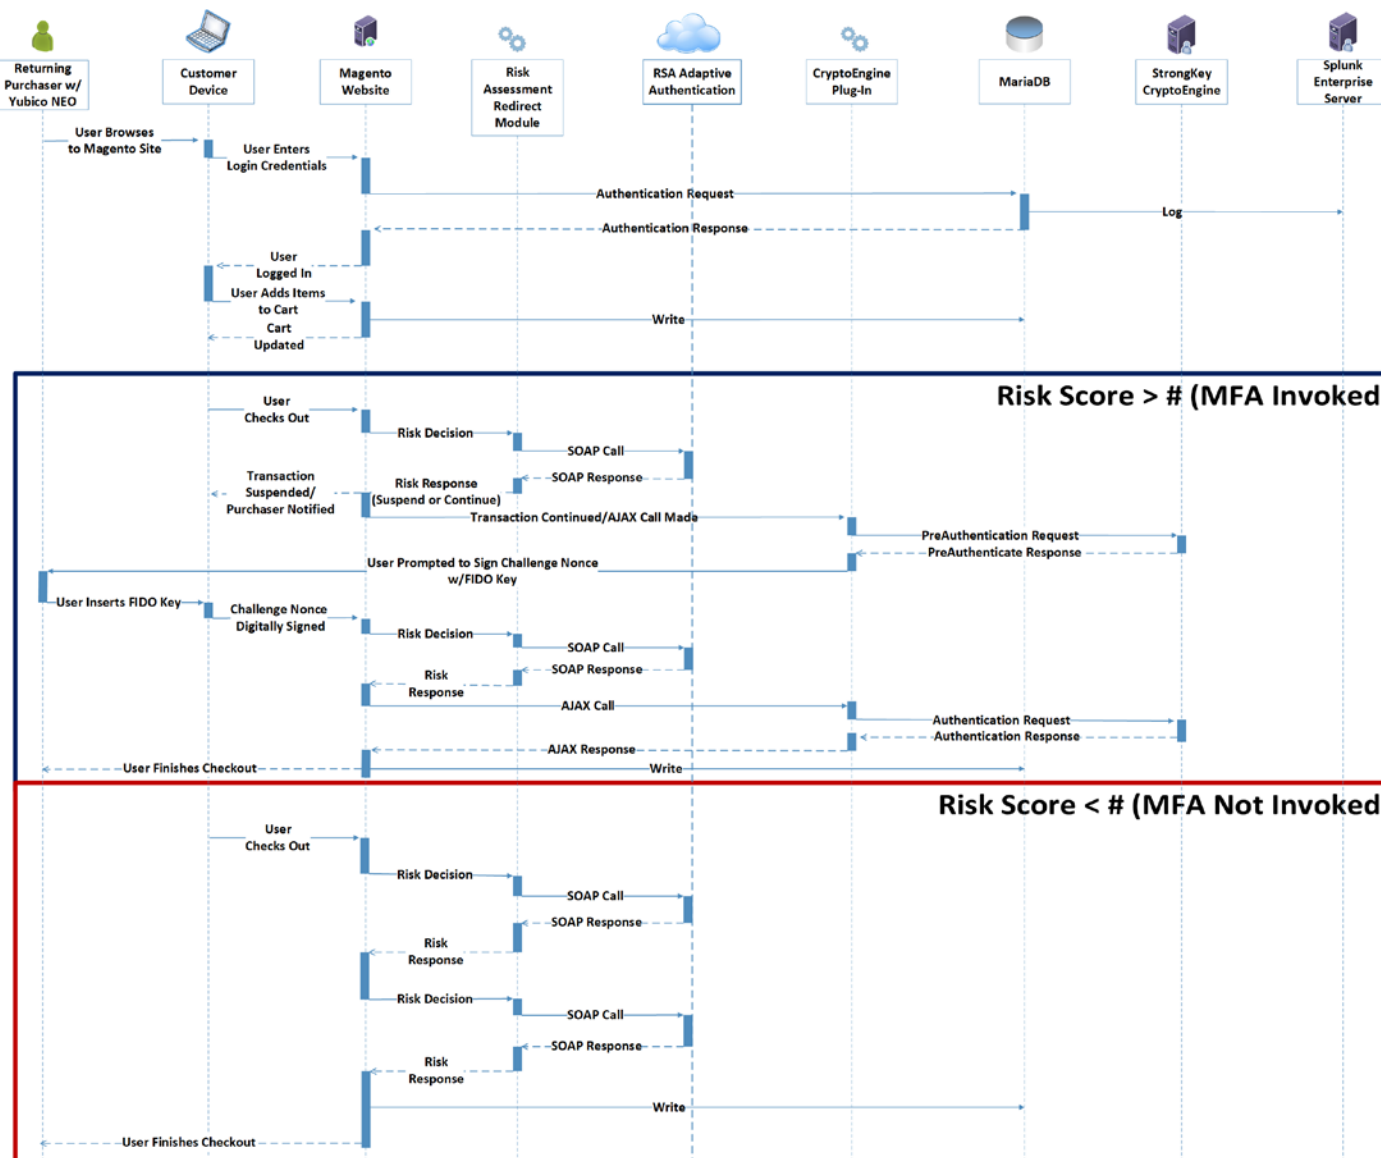 Returning
Purchaser w/
Yubico NEO
Customer
Device
Magento
Website
Risk
Assessment
Redirect
Module
RSA Adaptive
Authentication
CryptoEngine
Plug-In
MariaDB
StrongKey
CryptoEngine
Splunk
Enterprise
Server
User Browses
to Magento Site
User Enters
Login Credentials
Authentication Request
Log
Authentication Response
User
Logged In
User Adds Items
to Cart
Write
Cart
Updated
Risk Score > # (MFA Invoked
User
Checks Out
Risk Decision
SOAP Call
SOAP Response
Risk Response
(Suspend or Continue)
Transaction
Suspended/
Purchaser Notified
Transaction Continued/AJAX Call Made
PreAuthentication Request
PreAuthenticate Response
User Prompted to Sign Challenge Nonce
w/FIDO Key
User Inserts FIDO Key
Challenge Nonce
Digitally Signed
Risk Decision
SOAP Call
SOAP Response
Risk
Response
AJAX Call
Authentication Request
Authentication Response
AJAX Response
User Finishes Checkout
Write
Risk Score < # (MFA Not Invoked
User
Checks Out
Risk Decision
SOAP Call
SOAP Response
Risk
Response
Risk Decision
SOAP Call
SOAP Response
Risk
Response
Write
User Finishes Checkout